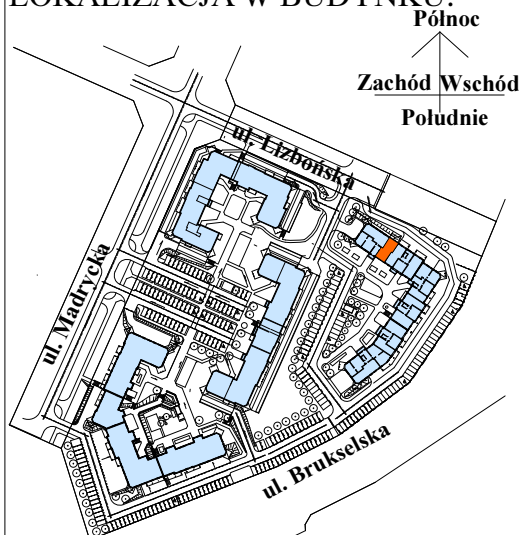 LOKALIZACJA W BUDYNKU:
Północ
Zachód Wschód
Południe
ul. Lizbońska
ul. Madrycka
ul. Brukselska